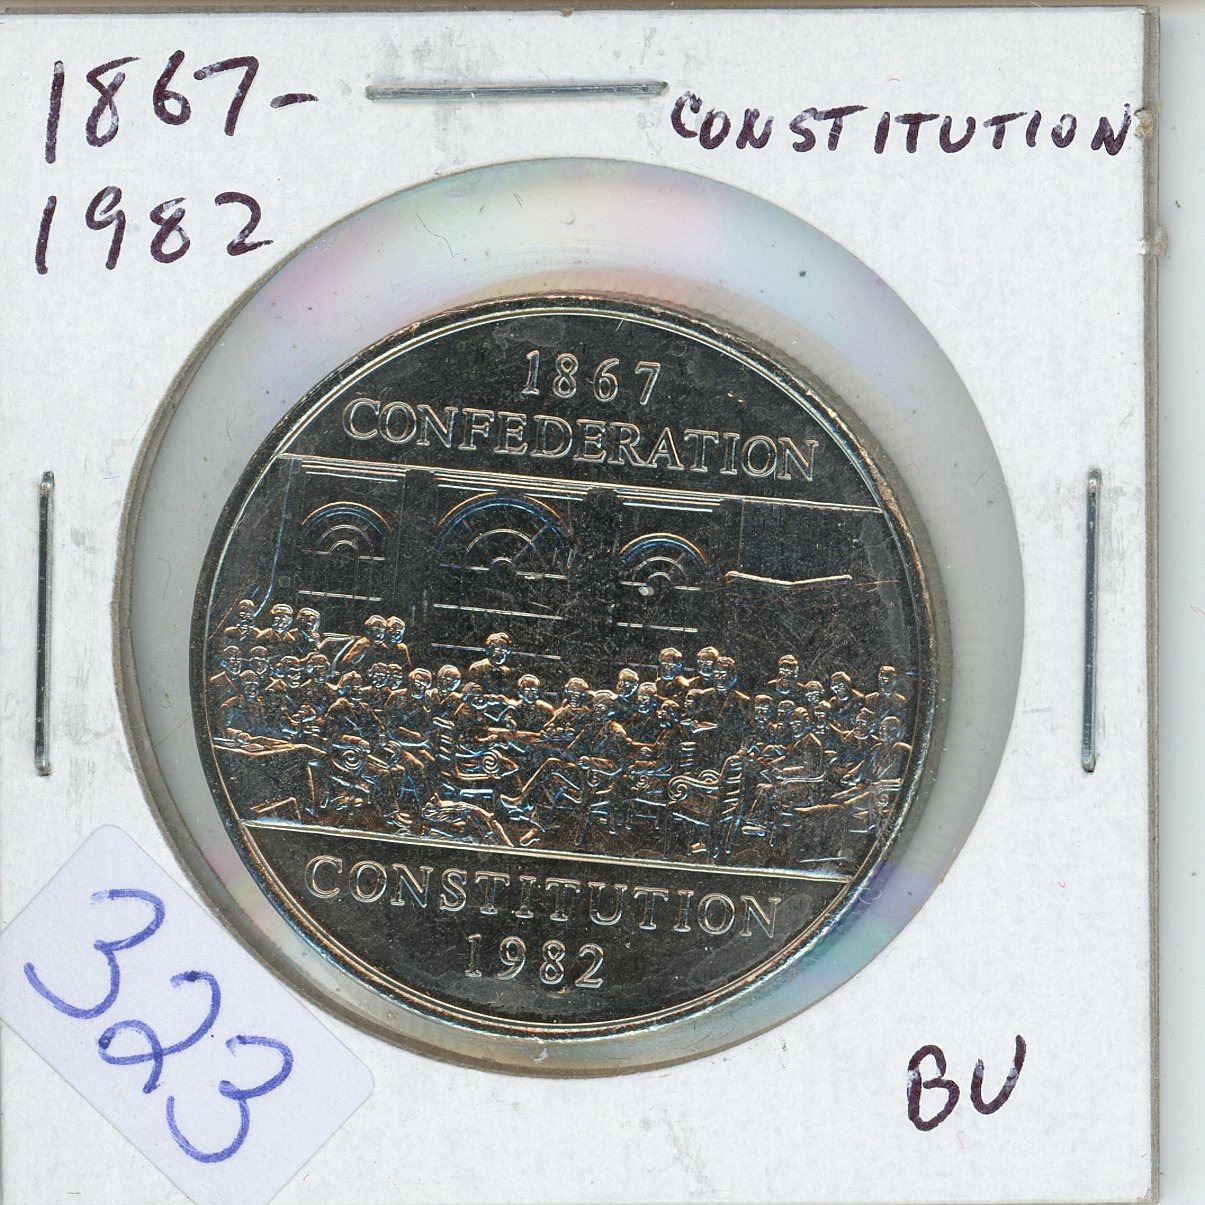 1867-
1982
CONSTITUTION
1867
CONFEDERATION
CONSTITUTION
1982
323
BU